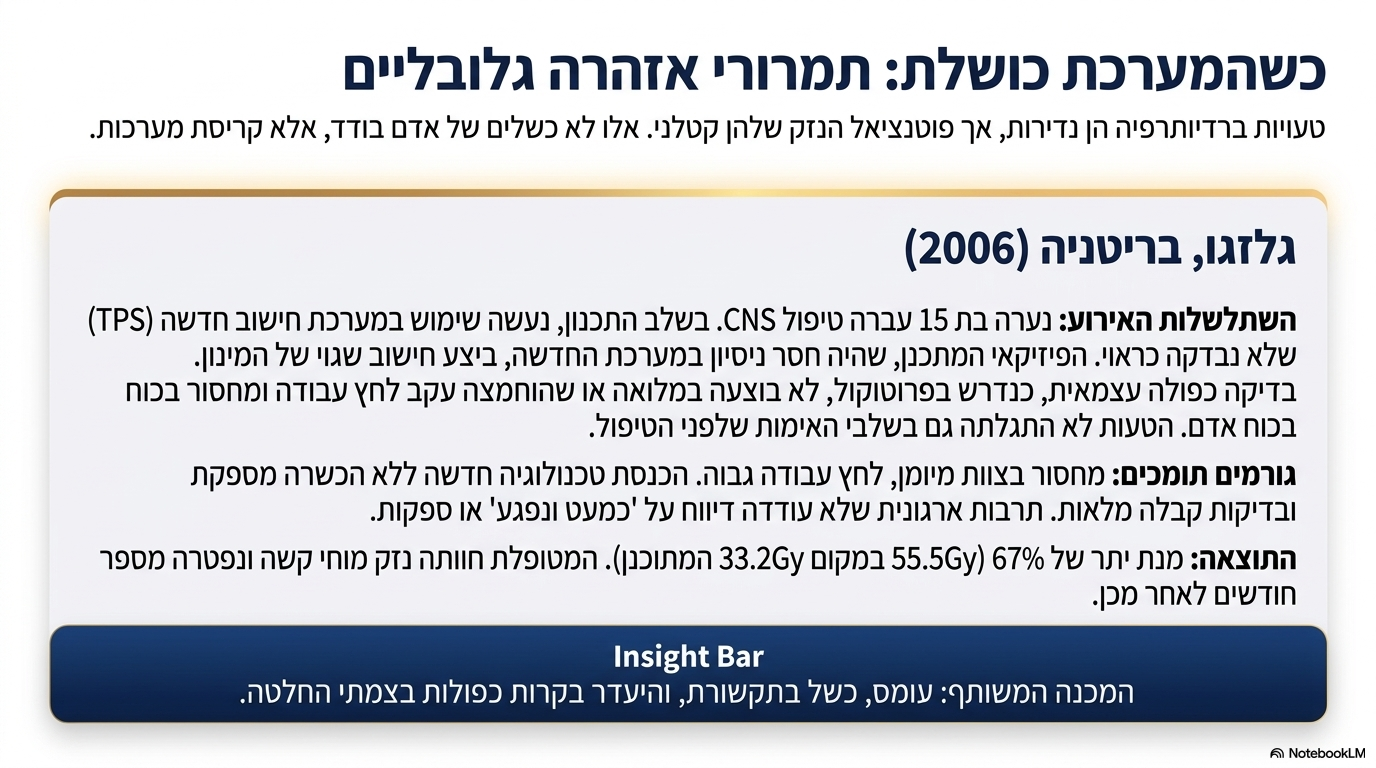 כשהמערכת כושלת: תמרורי אזהרה גלובליים
טעויות ברדיותרפיה הן נדירות, אך פוטנציאל הנזק שלהן קטלני. אלו לא כשלים של אדם בודד, אלא קריסת מערכות.
גלזגו, בריטניה (2006)
השתלשלות האירוע: נערה בת 15 עברה טיפול CNS. בשלב התכנון, נעשה שימוש במערכת חישוב חדשה (TPS)
שלא נבדקה כראוי. הפיזיקאי המתכנן, שהיה חסר ניסיון במערכת החדשה, ביצע חישוב שגוי של המינון.
בדיקה כפולה עצמאית, כנדרש בפרוטוקול, לא בוצעה במלואה או שהוחמצה עקב לחץ עבודה ומחסור בכוח
בכוח אדם. הטעות לא התגלתה גם בשלבי האימות שלפני הטיפול.
גורמים תומכים: מחסור בצוות מיומן, לחץ עבודה גבוה. הכנסת טכנולוגיה חדשה ללא הכשרה מספקת
ובדיקות קבלה מלאות. תרבות ארגונית שלא עודדה דיווח על 'כמעט ונפגע' או ספקות.
התוצאה: מנת יתר של 67% (55.5Gy במקום 33.2Gy המתוכנן). המטופלת חוותה נזק מוחי קשה ונפטרה מספר
חודשים לאחר מכן.
Insight Bar
המכנה המשותף: עומס, כשל בתקשורת, והיעדר בקרות כפולות בצמתי החלטה.
NotebookLM